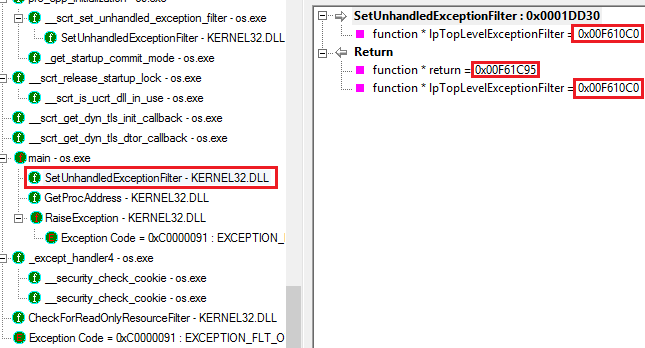 pre_cpp_initialization - os.exe
__scrt_set_unhandled_exception_filter - os.exe
SetUnhandledExceptionFilter - KERNEL32.DLL
_get_startup_commit_mode - os.exe
__scrt_release_startup_lock - os.exe
__scrt_is_ucrt_dll_in_use - os.exe
__scrt_get_dyn_tls_init_callback - os.exe
__scrt_get_dyn_tls_dtor_callback - os.exe
main - os.exe
SetUnhandledExceptionFilter - KERNEL32.DLL
GetProcAddress - KERNEL32.DLL
RaiseException - KERNEL32.DLL
Exception Code = 0xC0000091 : EXCEPTION_
_except_handler4 - os.exe
__security_check_cookie - os.exe
__security_check_cookie - os.exe
CheckForReadOnlyResourceFilter - KERNEL32.DLL
Exception Code = 0xC0000091 : EXCEPTION_FLT_O
SetUnhandledExceptionFilter : 0x0001DD30
function * lpTopLevelExceptionFilter = 0x00F610C0
Return
function * return = 0x00F61C95
function * lpTopLevelExceptionFilter = 0x00F610C0